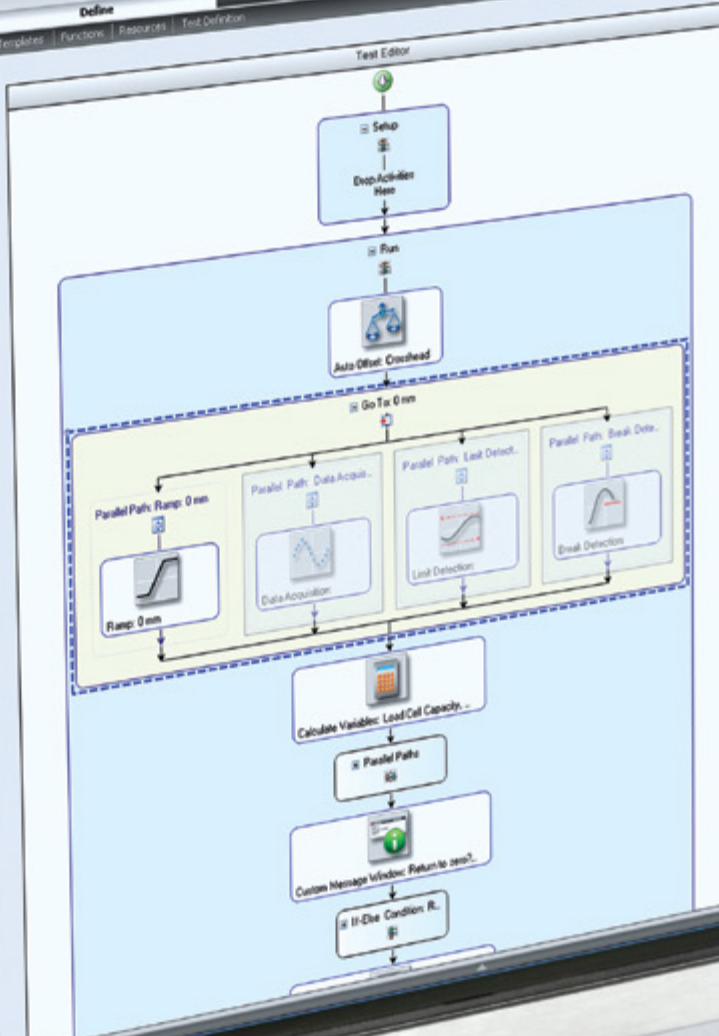 Define
Templates Functions Resources Test Definition
Test Editor
Setup
Drop Activities
Here
Run
Auto Offset: Crosshead
Go To: 0 mm
Parallel Path: Ramp: 0 mm
Parallel Path: Data Acquis...
Parallel Path: Limit Detect...
Parallel Path: Break Dete...
Ramp: 0 mm
Data Acquisition:
Limit Detection:
Break Detection:
Calculate Variables: Load Cell Capacity, ...
Parallel Paths
Custom Message Window: Return to zero?...
If-Else Condition: R...